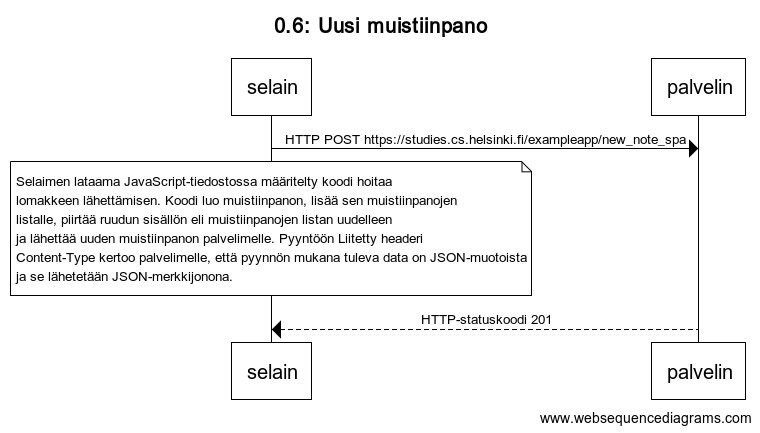 0.6: Uusi muistiinpano
selain
palvelin
HTTP POST https://studies.cs.helsinki.fi/exampleapp/new_note_spa
Selaimen lataama JavaScript-tiedostossa määritelty koodi hoitaa
lomakkeen lähettämisen. Koodi luo muistiinpanon, lisää sen muistiinpanojen
listalle, piirtää ruudun sisällön eli muistiinpanojen listan uudelleen
ja lähettää uuden muistiinpanon palvelimelle. Pyyntöön Liitetty headeri
Content-Type kertoo palvelimelle, että pyynnön mukana tuleva data on JSON-muotoista
ja se lähetetään JSON-merkkijonona.
HTTP-statuskoodi 201
selain
palvelin
www.websequencediagrams.com